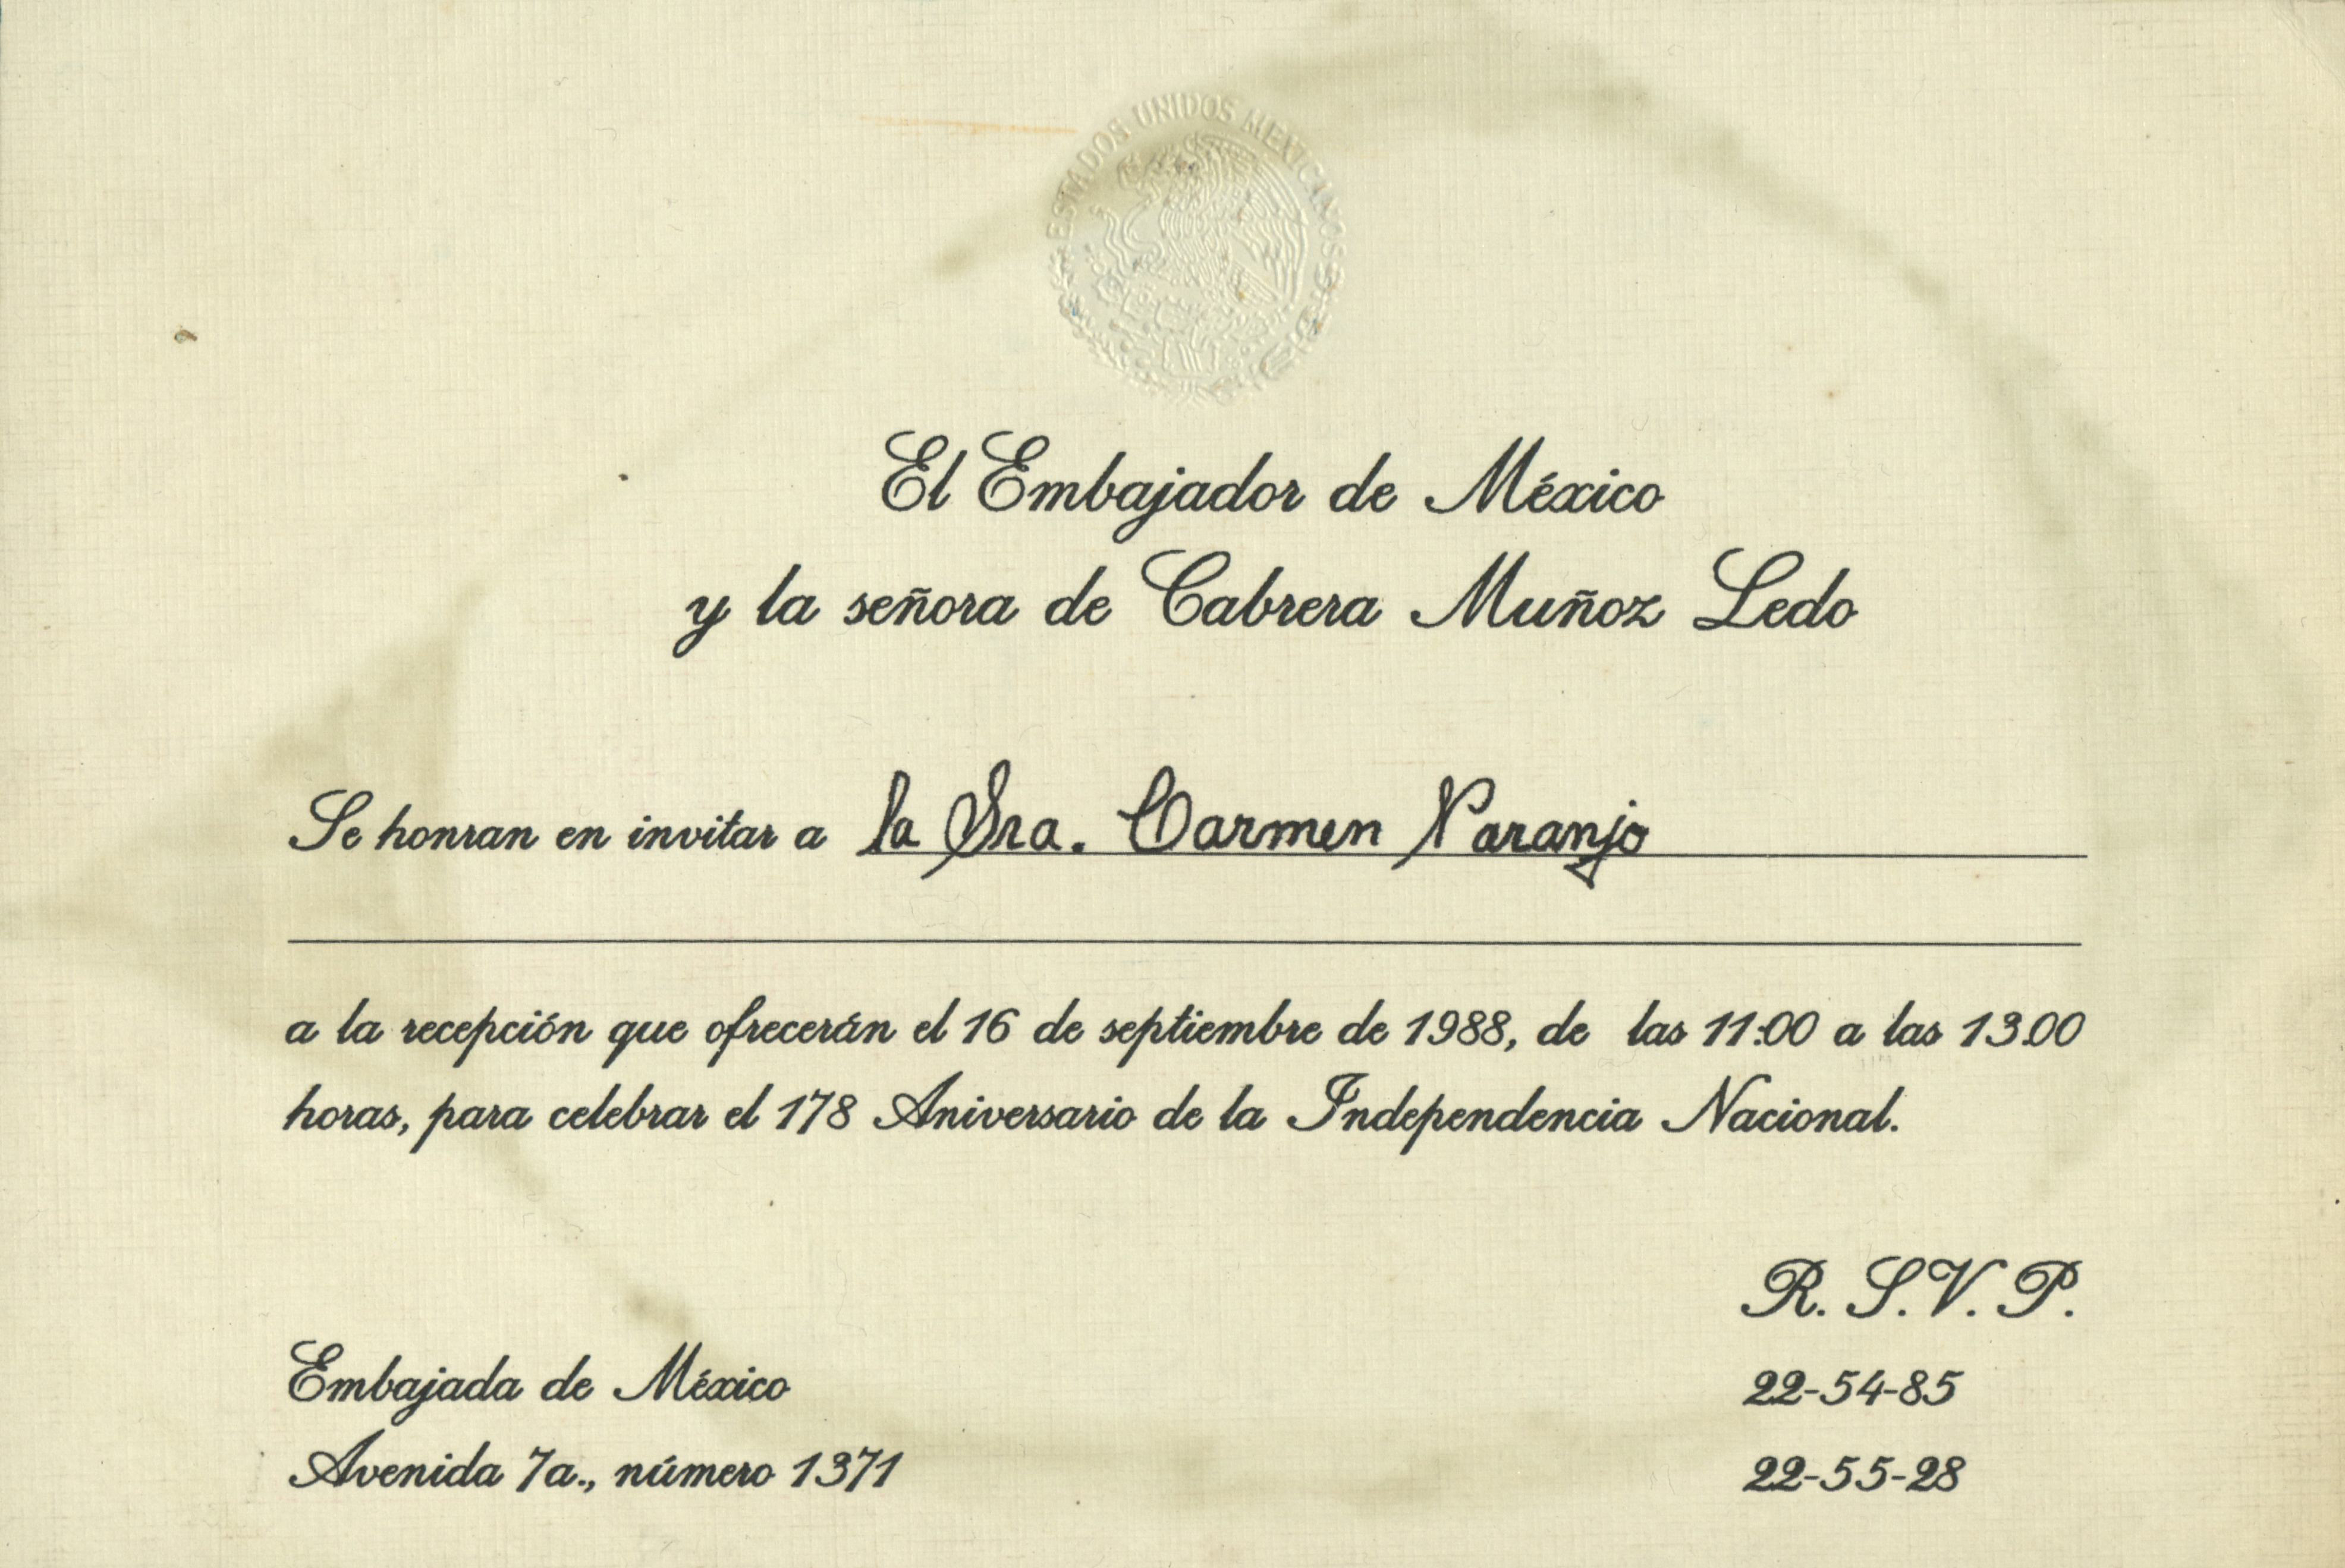 ESTADOS UNIDOS MEXICANOS
El Embajador de México
y la señora de Cabrera Muñoz Ledo
Se honran en invitar a la Sra. Carmen Naranjo
a la recepción que ofrecerán el 16 de septiembre de 1988, de las 11:00 a las 13:00
horas, para celebrar el 178 Aniversario de la Independencia Nacional.
R. S. V. P.
Embajada de México
22-54-85
Avenida 7a., número 1371
22-55-28